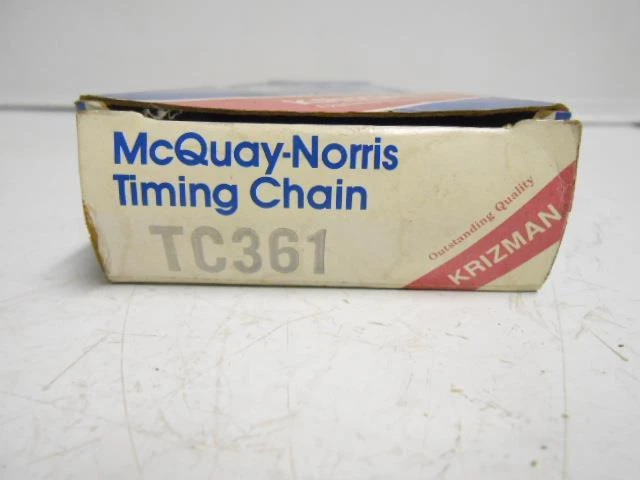 McQuay-Norris
Timing Chain
TC361
Outstanding Quality
KRIZMAN